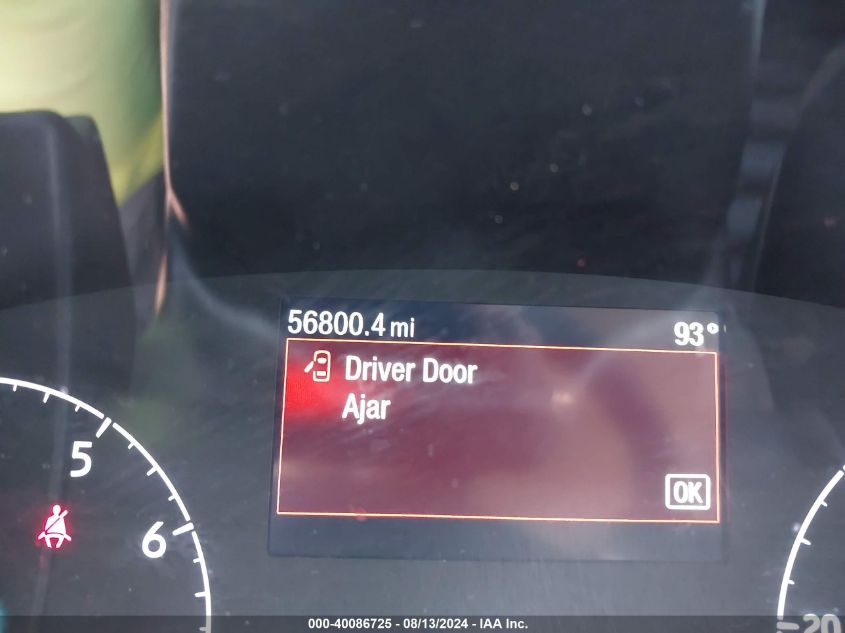 56800.4 mi 93°
Driver Door
Ajar
OK
5
6
20
000-40086725 - 08/13/2024 - IAA Inc.